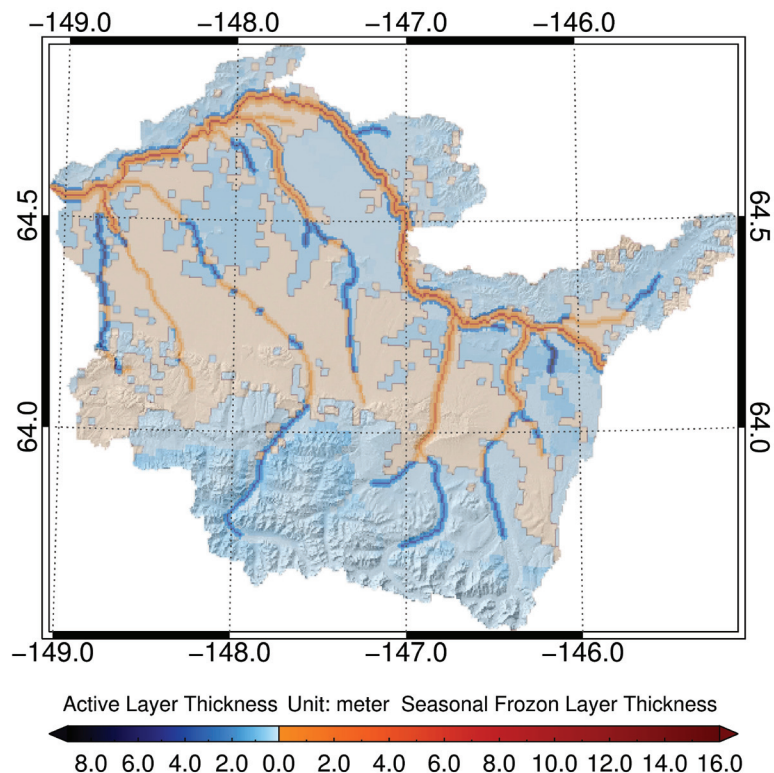 −149.0 −148.0 −147.0 −146.0
64.5 64.5
64.0 64.0
−149.0 −148.0 −147.0 −146.0
Active Layer Thickness Unit: meter Seasonal Frozon Layer Thickness
8.0 6.0 4.0 2.0 0.0 2.0 4.0 6.0 8.0 10.0 12.0 14.0 16.0